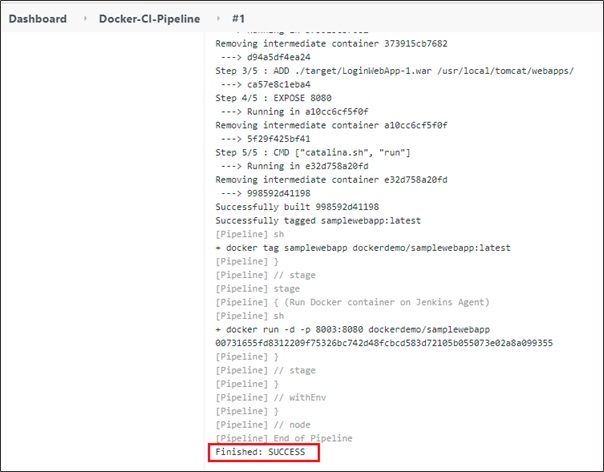 Dashboard › Docker-CI-Pipeline › #1
Removing intermediate container 373915cb7682
---> d94a5df4ea24
Step 3/5 : ADD ./target/LoginWebApp-1.war /usr/local/tomcat/webapps/
---> ca57e8c1eba4
Step 4/5 : EXPOSE 8080
---> Running in a10cc6cf5f0f
Removing intermediate container a10cc6cf5f0f
---> 5f29f425bf41
Step 5/5 : CMD ["catalina.sh", "run"]
---> Running in e32d758a20fd
Removing intermediate container e32d758a20fd
---> 998592d41198
Successfully built 998592d41198
Successfully tagged samplewebapp:latest
[Pipeline] sh
+ docker tag samplewebapp dockerdemo/samplewebapp:latest
[Pipeline] }
[Pipeline] // stage
[Pipeline] stage
[Pipeline] { (Run Docker container on Jenkins Agent)
[Pipeline] sh
+ docker run -d -p 8003:8080 dockerdemo/samplewebapp
00731655fd8312209f75326bc742d48fcbcd583d72105b055073e02a8a099355
[Pipeline] }
[Pipeline] // stage
[Pipeline] }
[Pipeline] // withEnv
[Pipeline] }
[Pipeline] // node
[Pipeline] End of Pipeline
Finished: SUCCESS